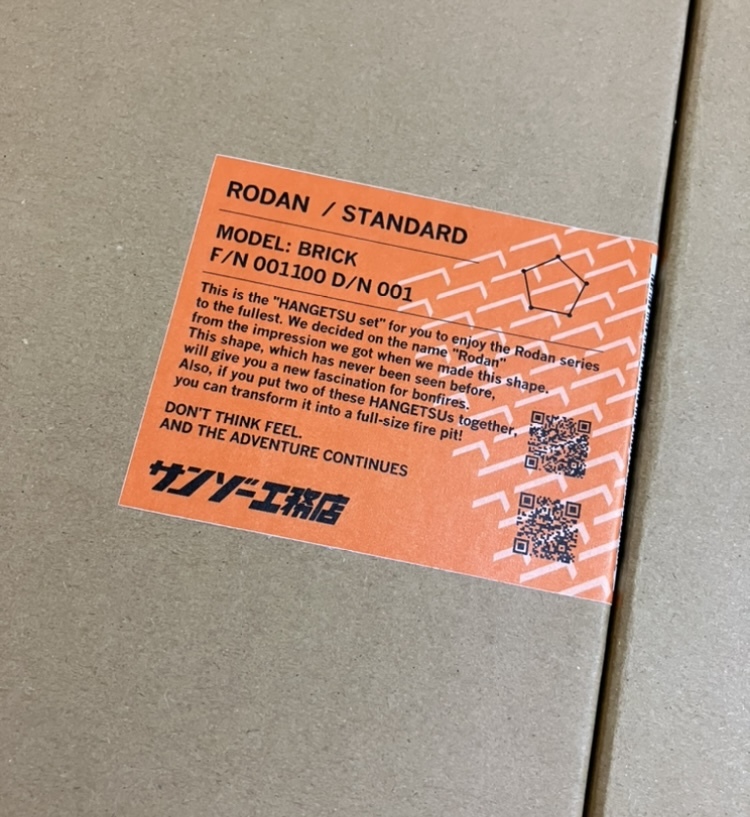 RODAN / STANDARD
MODEL: BRICK
F/N 001100 D/N 001
This is the "HANGETSU set" for you to enjoy the Rodan series
to the fullest. We decided on the name "Rodan"
from the impression we got when we made this shape.
This shape, which has never been seen before,
will give you a new fascination for bonfires.
Also, if you put two of these HANGETSUs together,
you can transform it into a full-size fire pit!
DON'T THINK FEEL.
AND THE ADVENTURE CONTINUES
サンゾー工務店